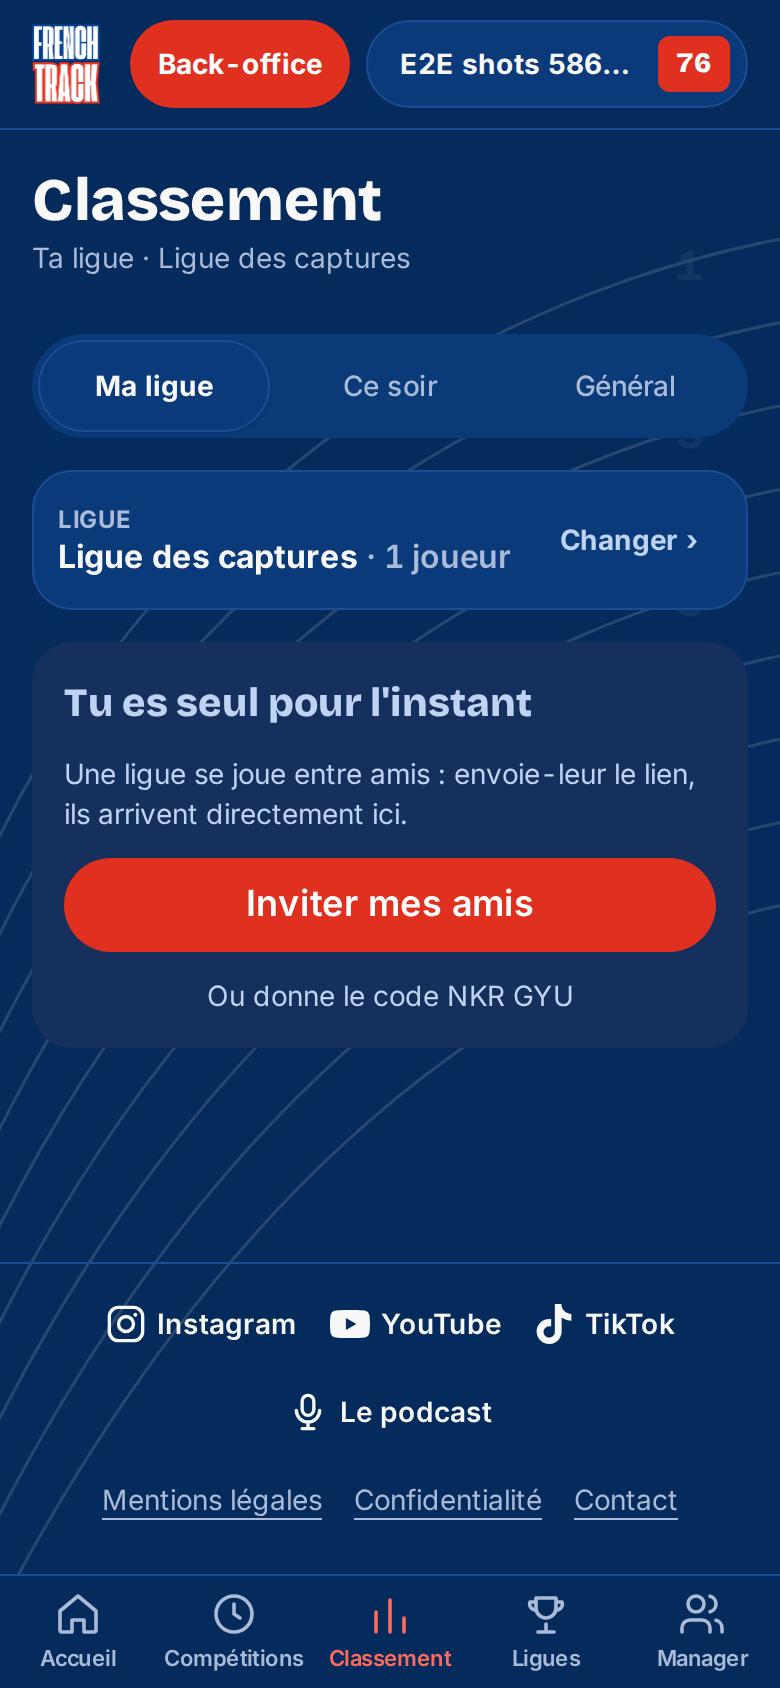 FRENCH
TRACK
Back-office
E2E shots 586...
76
Classement
Ta ligue · Ligue des captures
1
Ma ligue
Ce soir
Général
LIGUE
Ligue des captures · 1 joueur
Changer ›
Tu es seul pour l'instant
Une ligue se joue entre amis : envoie-leur le lien,
ils arrivent directement ici.
Inviter mes amis
Ou donne le code NKR GYU
Instagram
YouTube
TikTok
Le podcast
Mentions légales
Confidentialité
Contact
Accueil
Compétitions
Classement
Ligues
Manager